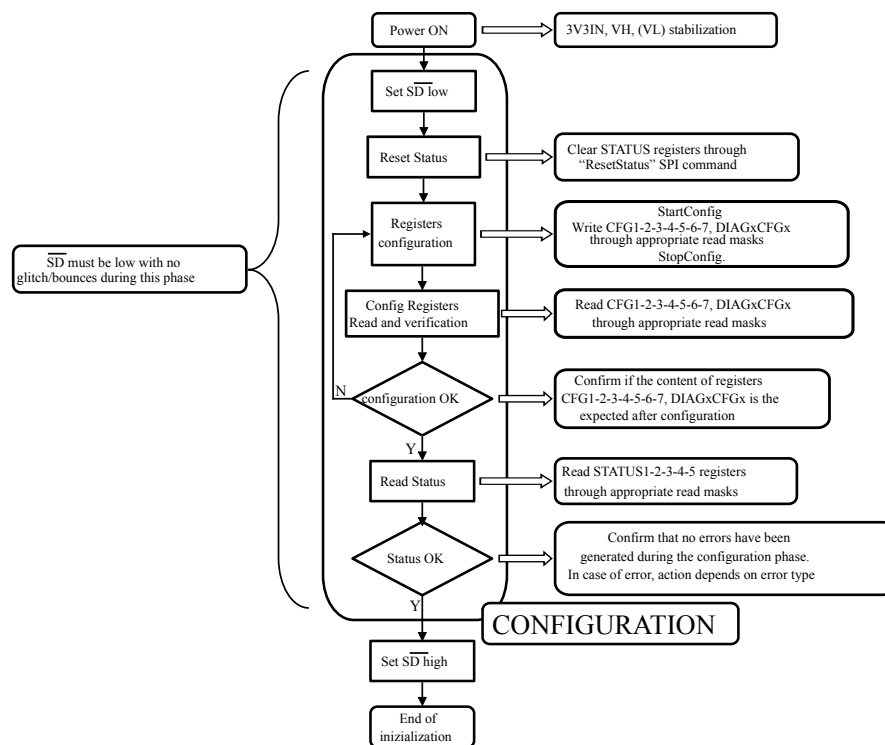 Power ON
3V3IN, VH, (VL) stabilization
Set S̅D̅ low
Reset Status
Clear STATUS registers through
“ResetStatus” SPI command
Registers
configuration
StartConfig
Write CFG1-2-3-4-5-6-7, DIAGxCFGx
through appropriate read masks
StopConfig.
S̅D̅ must be low with no
glitch/bounces during this phase
Config Registers
Read and verification
Read CFG1-2-3-4-5-6-7, DIAGxCFGx
through appropriate read masks
N
configuration OK
Confirm if the content of registers
CFG1-2-3-4-5-6-7, DIAGxCFGx is the
expected after configuration
Y
Read Status
Read STATUS1-2-3-4-5 registers
through appropriate read masks
Status OK
Confirm that no errors have been
generated during the configuration phase.
In case of error, action depends on error type
Y
CONFIGURATION
Set S̅D̅ high
End of
inizialization